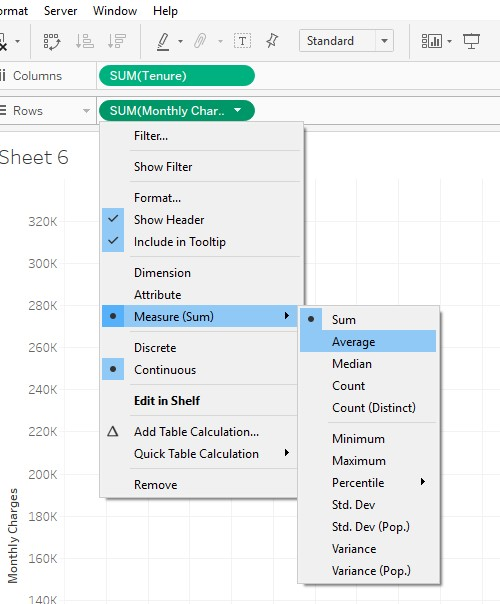 ormat Server Window Help
Standard
Columns SUM(Tenure)
Rows SUM(Monthly Char..
Sheet 6
Filter...
Show Filter
Format...
Show Header
Include in Tooltip
Dimension
Attribute
Measure (Sum)
Discrete
Continuous
Edit in Shelf
Add Table Calculation...
Quick Table Calculation
Remove
Sum
Average
Median
Count
Count (Distinct)
Minimum
Maximum
Percentile
Std. Dev
Std. Dev (Pop.)
Variance
Variance (Pop.)
320K
300K
280K
260K
240K
220K
200K
180K
160K
140K
Monthly Charges